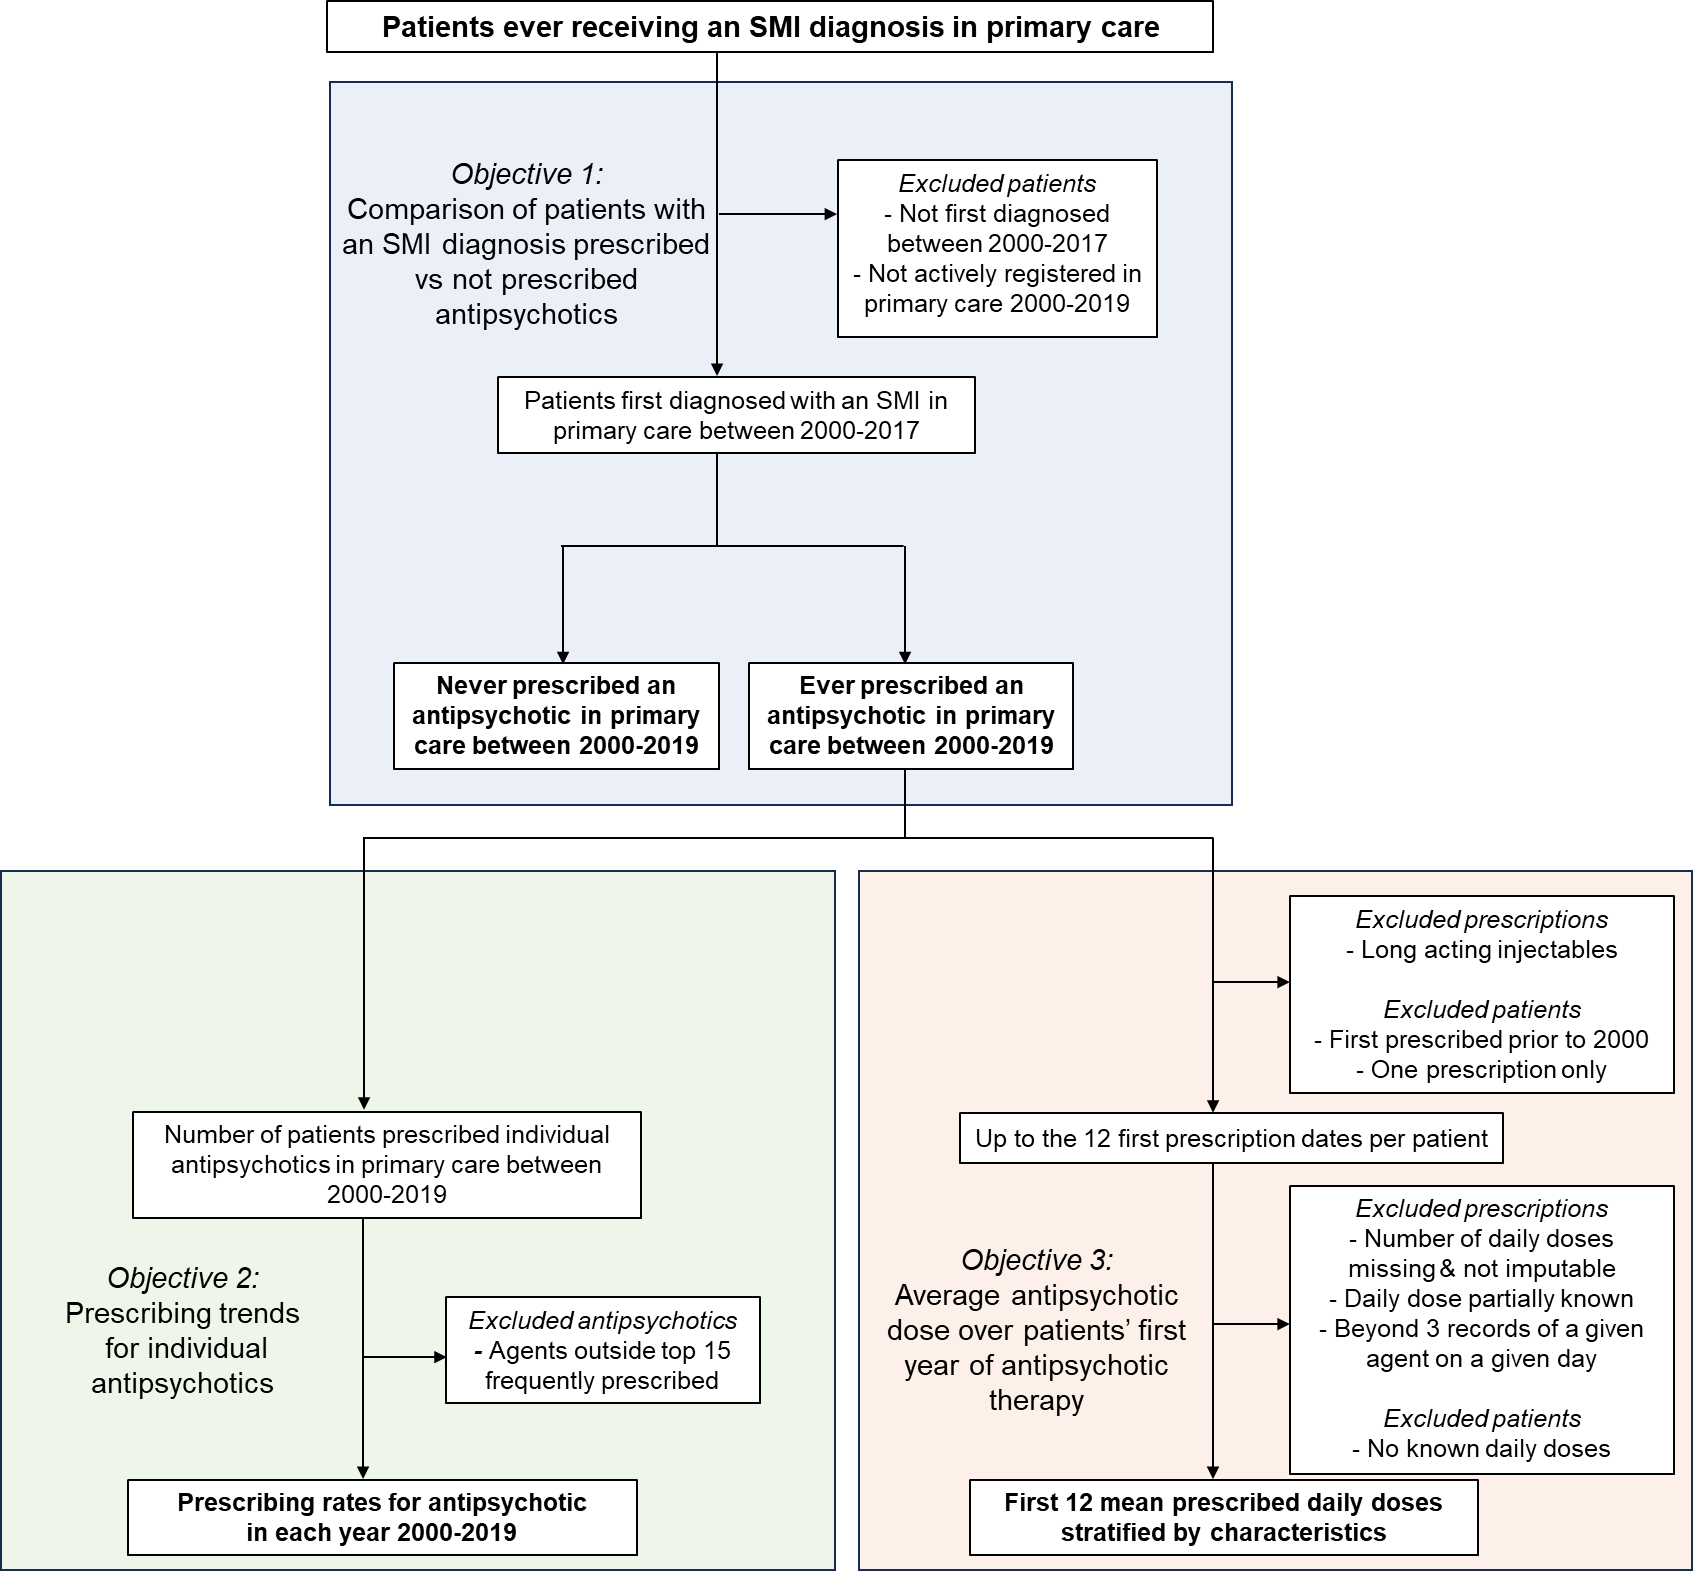 Patients ever receiving an SMI diagnosis in primary care
Objective 1:
Comparison of patients with
an SMI diagnosis prescribed
vs not prescribed
antipsychotics
Excluded patients
- Not first diagnosed
between 2000-2017
- Not actively registered in
primary care 2000-2019
Patients first diagnosed with an SMI in
primary care between 2000-2017
Never prescribed an
antipsychotic in primary
care between 2000-2019
Ever prescribed an
antipsychotic in primary
care between 2000-2019
Number of patients prescribed individual
antipsychotics in primary care between
2000-2019
Objective 2:
Prescribing trends
for individual
antipsychotics
Excluded antipsychotics
- Agents outside top 15
frequently prescribed
Prescribing rates for antipsychotic
in each year 2000-2019
Excluded prescriptions
- Long acting injectables
Excluded patients
- First prescribed prior to 2000
- One prescription only
Up to the 12 first prescription dates per patient
Objective 3:
Average antipsychotic
dose over patients’ first
year of antipsychotic
therapy
Excluded prescriptions
- Number of daily doses
missing & not imputable
- Daily dose partially known
- Beyond 3 records of a given
agent on a given day
Excluded patients
- No known daily doses
First 12 mean prescribed daily doses
stratified by characteristics